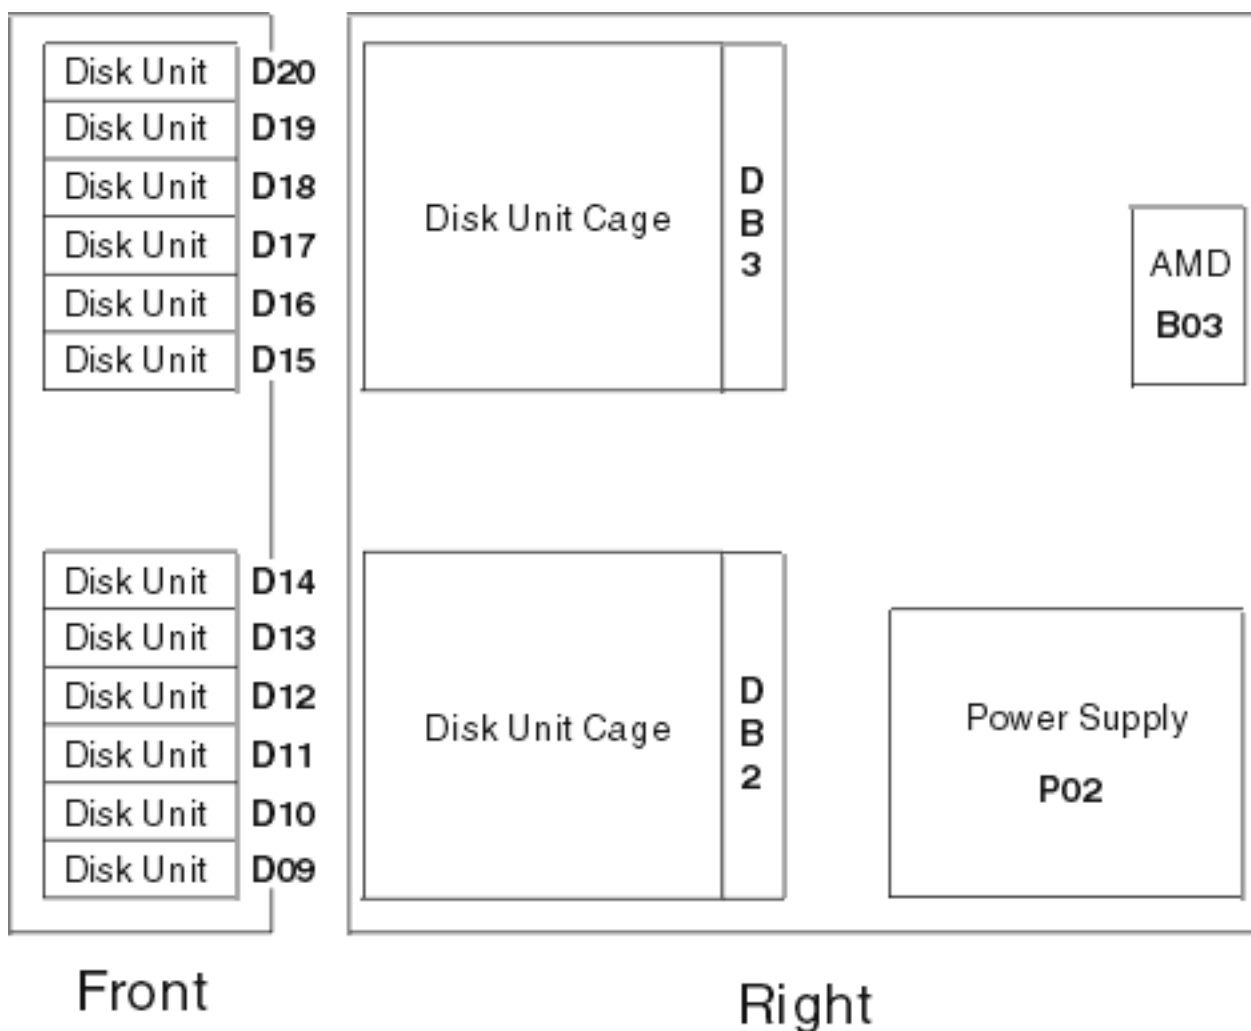 Disk Unit D20
Disk Unit D19
Disk Unit D18
Disk Unit D17
Disk Unit D16
Disk Unit D15
Disk Unit D14
Disk Unit D13
Disk Unit D12
Disk Unit D11
Disk Unit D10
Disk Unit D09
Front
Disk Unit Cage
D
B
3
AMD
B03
Disk Unit Cage
D
B
2
Power Supply
P02
Right